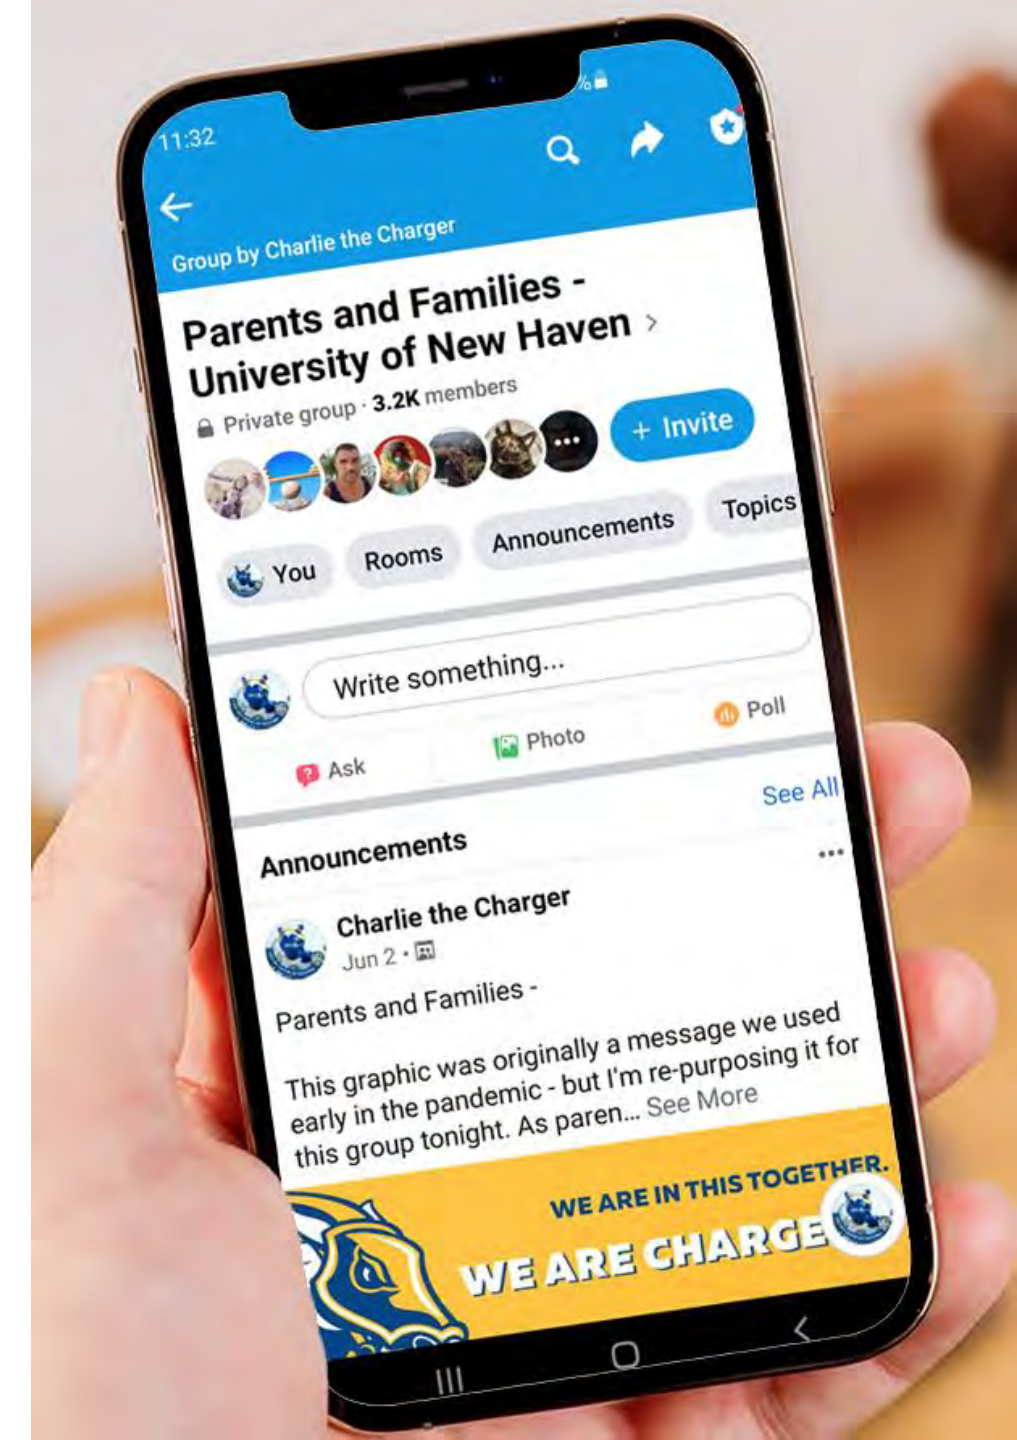 11:32
%
Group by Charlie the Charger
Parents and Families -
University of New Haven
Private group · 3.2K members
+ Invite
You
Rooms
Announcements
Topics
Write something...
Ask
Photo
Poll
Announcements
See All
Charlie the Charger
Jun 2 ·
Parents and Families -
This graphic was originally a message we used
early in the pandemic - but I'm re-purposing it for
this group tonight. As paren... See More
WE ARE IN THIS TOGETHER.
WE ARE CHARGE